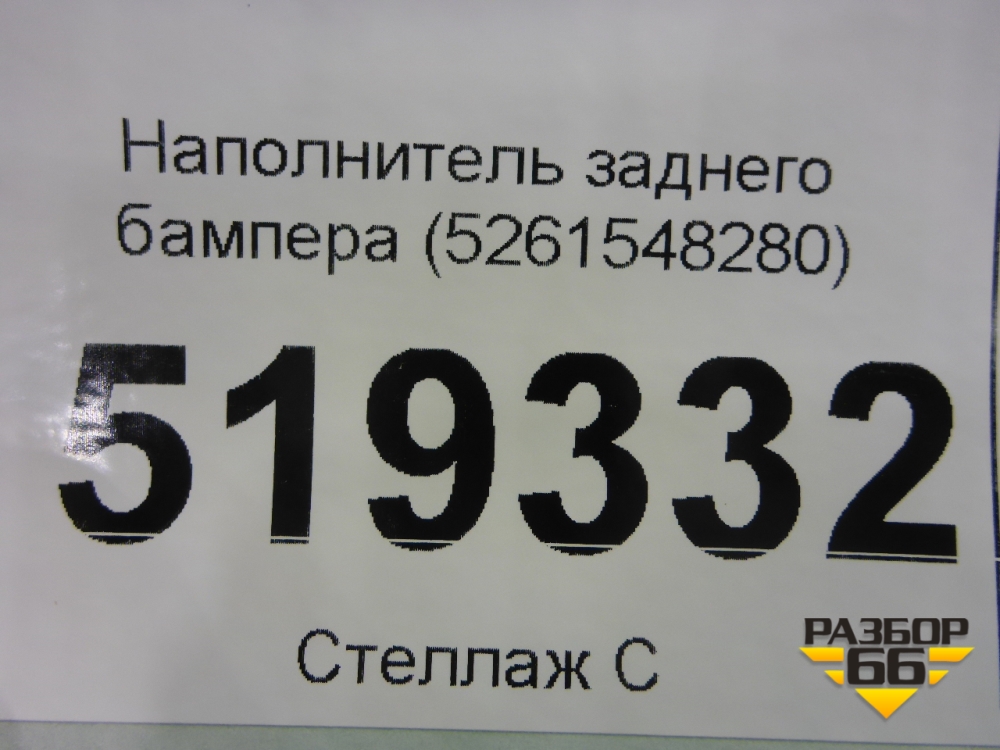 Наполнитель заднего
бампера (5261548280)
519332
Стеллаж С
РАЗБОР
66